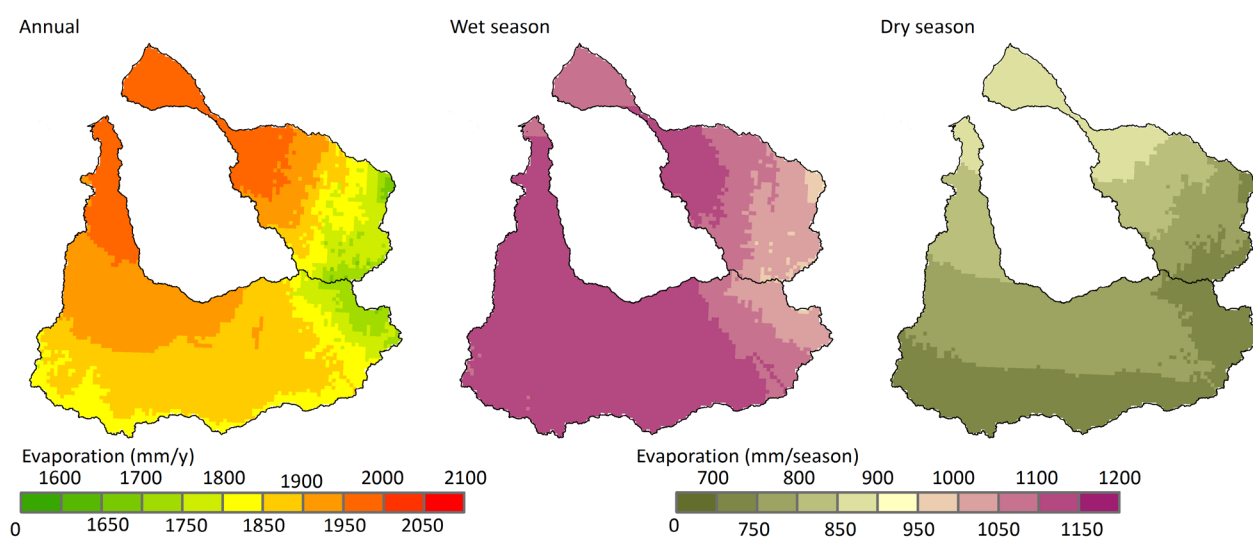 Annual Wet season Dry season
Evaporation (mm/y) Evaporation (mm/season)
1600 1700 1800 1900 2000 2100 700 800 900 1000 1100 1200
0 1650 1750 1850 1950 2050 0 750 850 950 1050 1150